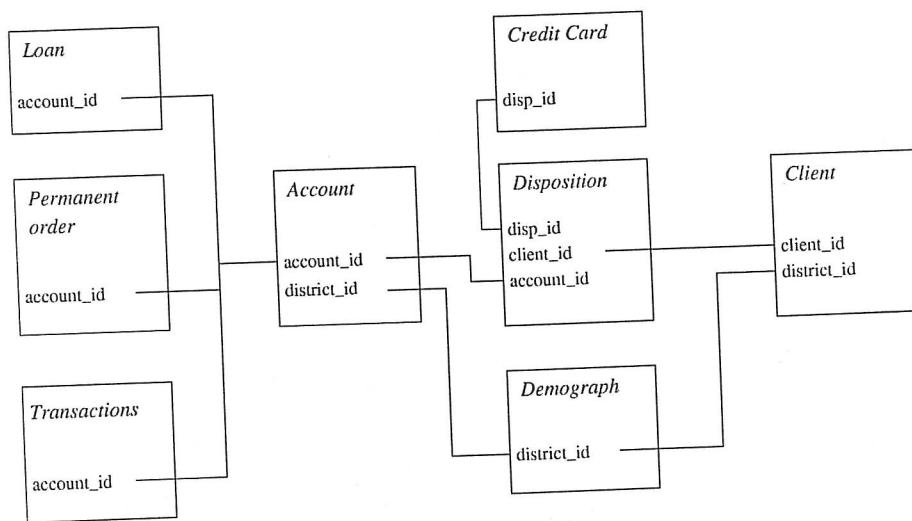 Loan
account_id
Permanent
order
account_id
Transactions
account_id
Account
account_id
district_id
Credit Card
disp_id
Disposition
disp_id
client_id
account_id
Demograph
district_id
Client
client_id
district_id